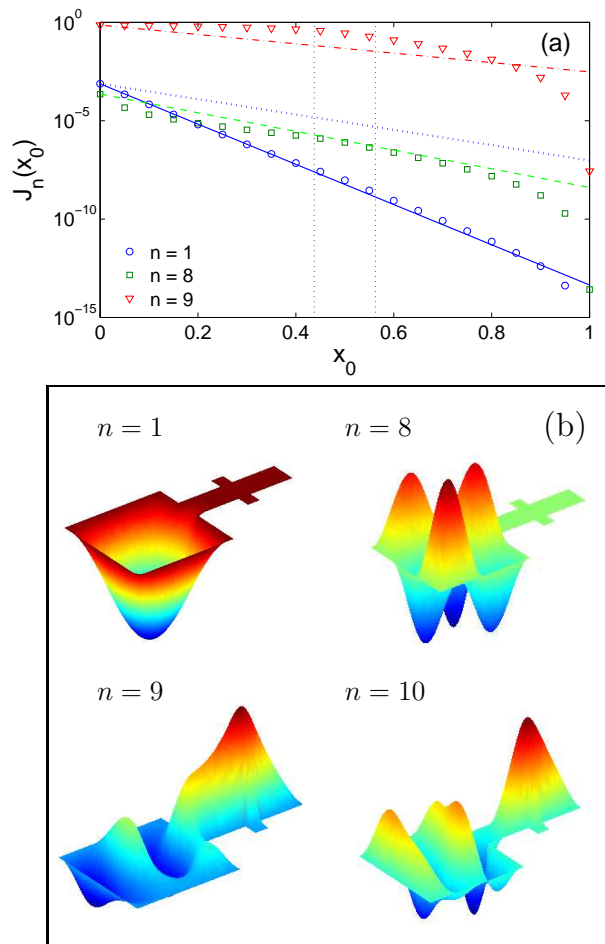 10^0
(a)
10^{-5}
10^{-10}
10^{-15}
J_n(x_0)
n = 1
n = 8
n = 9
0 0.2 0.4 0.6 0.8 1
x_0
n = 1 n = 8 (b)
n = 9 n = 10